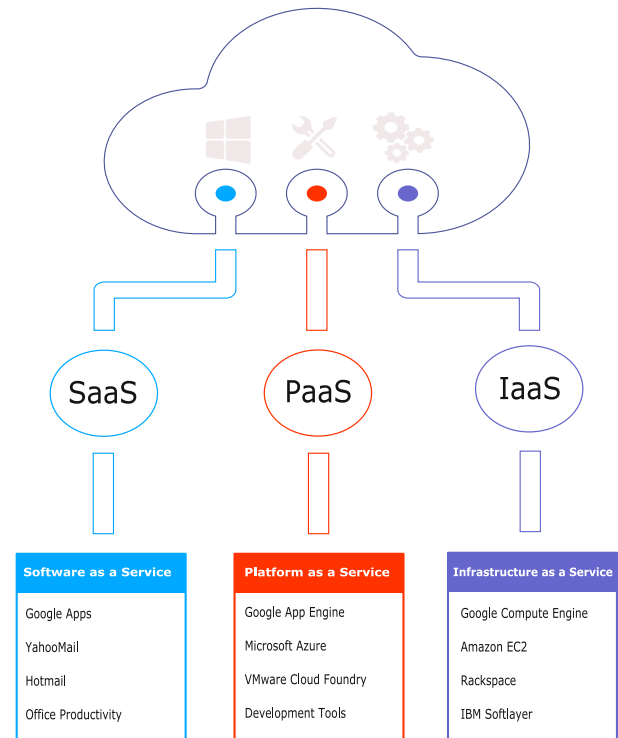 SaaS
PaaS
IaaS
Software as a Service
Google Apps
YahooMail
Hotmail
Office Productivity
Platform as a Service
Google App Engine
Microsoft Azure
VMware Cloud Foundry
Development Tools
Infrastructure as a Service
Google Compute Engine
Amazon EC2
Rackspace
IBM Softlayer